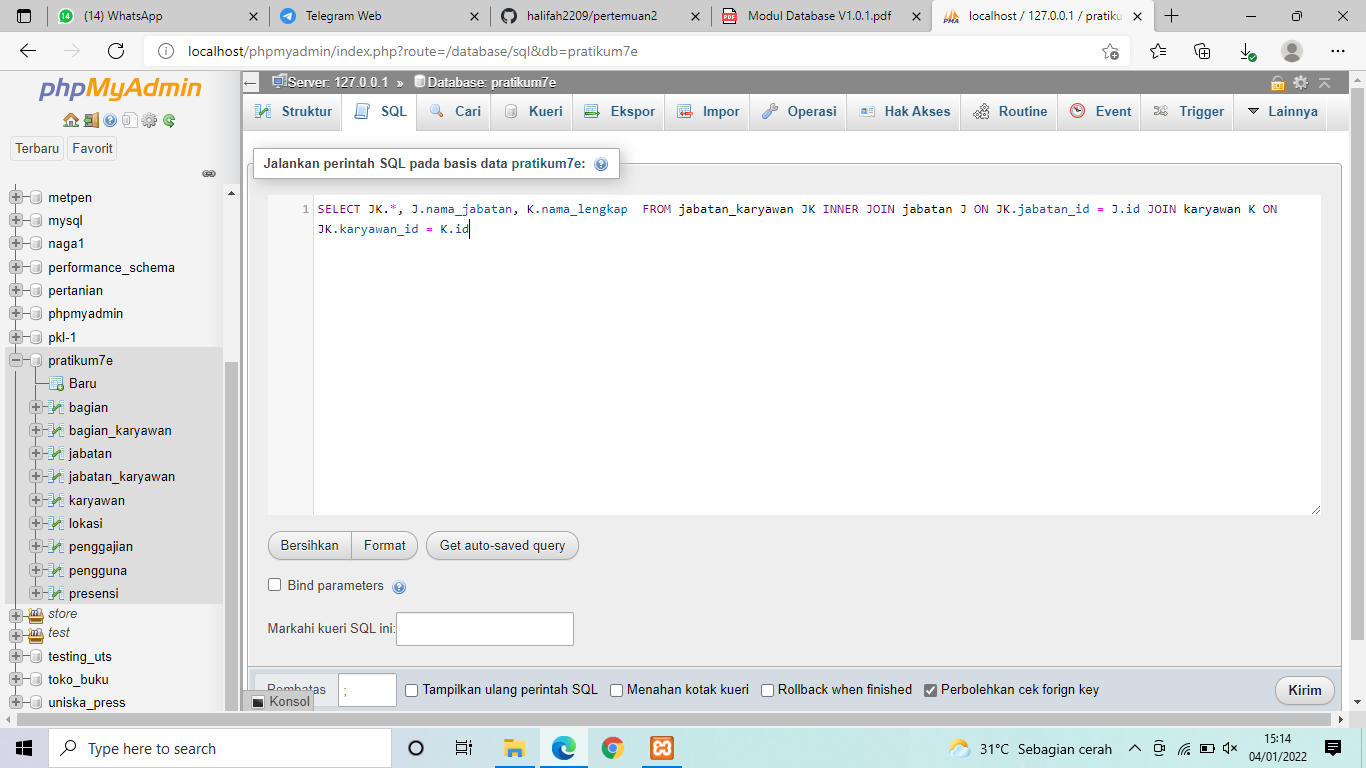 (14) WhatsApp
Telegram Web
halifah2209/pertemuan2
PDF
Modul Database V1.0.1.pdf
PMA
localhost / 127.0.0.1 / pratiku
localhost/phpmyadmin/index.php?route=/database/sql&db=pratikum7e
phpMyAdmin
Terbaru
Favorit
metpen
mysql
naga1
performance_schema
pertanian
phpmyadmin
pkl-1
pratikum7e
Baru
bagian
bagian_karyawan
jabatan
jabatan_karyawan
karyawan
lokasi
penggajian
pengguna
presensi
store
test
testing_uts
toko_buku
uniska_press
Server: 127.0.0.1 » Database: pratikum7e
Struktur
SQL
Cari
Kueri
Ekspor
Impor
Operasi
Hak Akses
Routine
Event
Trigger
Lainnya
Jalankan perintah SQL pada basis data pratikum7e:
1 SELECT JK.*, J.nama_jabatan, K.nama_lengkap  FROM jabatan_karyawan JK INNER JOIN jabatan J ON JK.jabatan_id = J.id JOIN karyawan K ON
JK.karyawan_id = K.id
Bersihkan
Format
Get auto-saved query
Bind parameters
Markahi kueri SQL ini:
Pembatas
;
Tampilkan ulang perintah SQL
Menahan kotak kueri
Rollback when finished
Perbolehkan cek forign key
Kirim
Konsol
Type here to search
31°C Sebagian cerah
15:14
04/01/2022